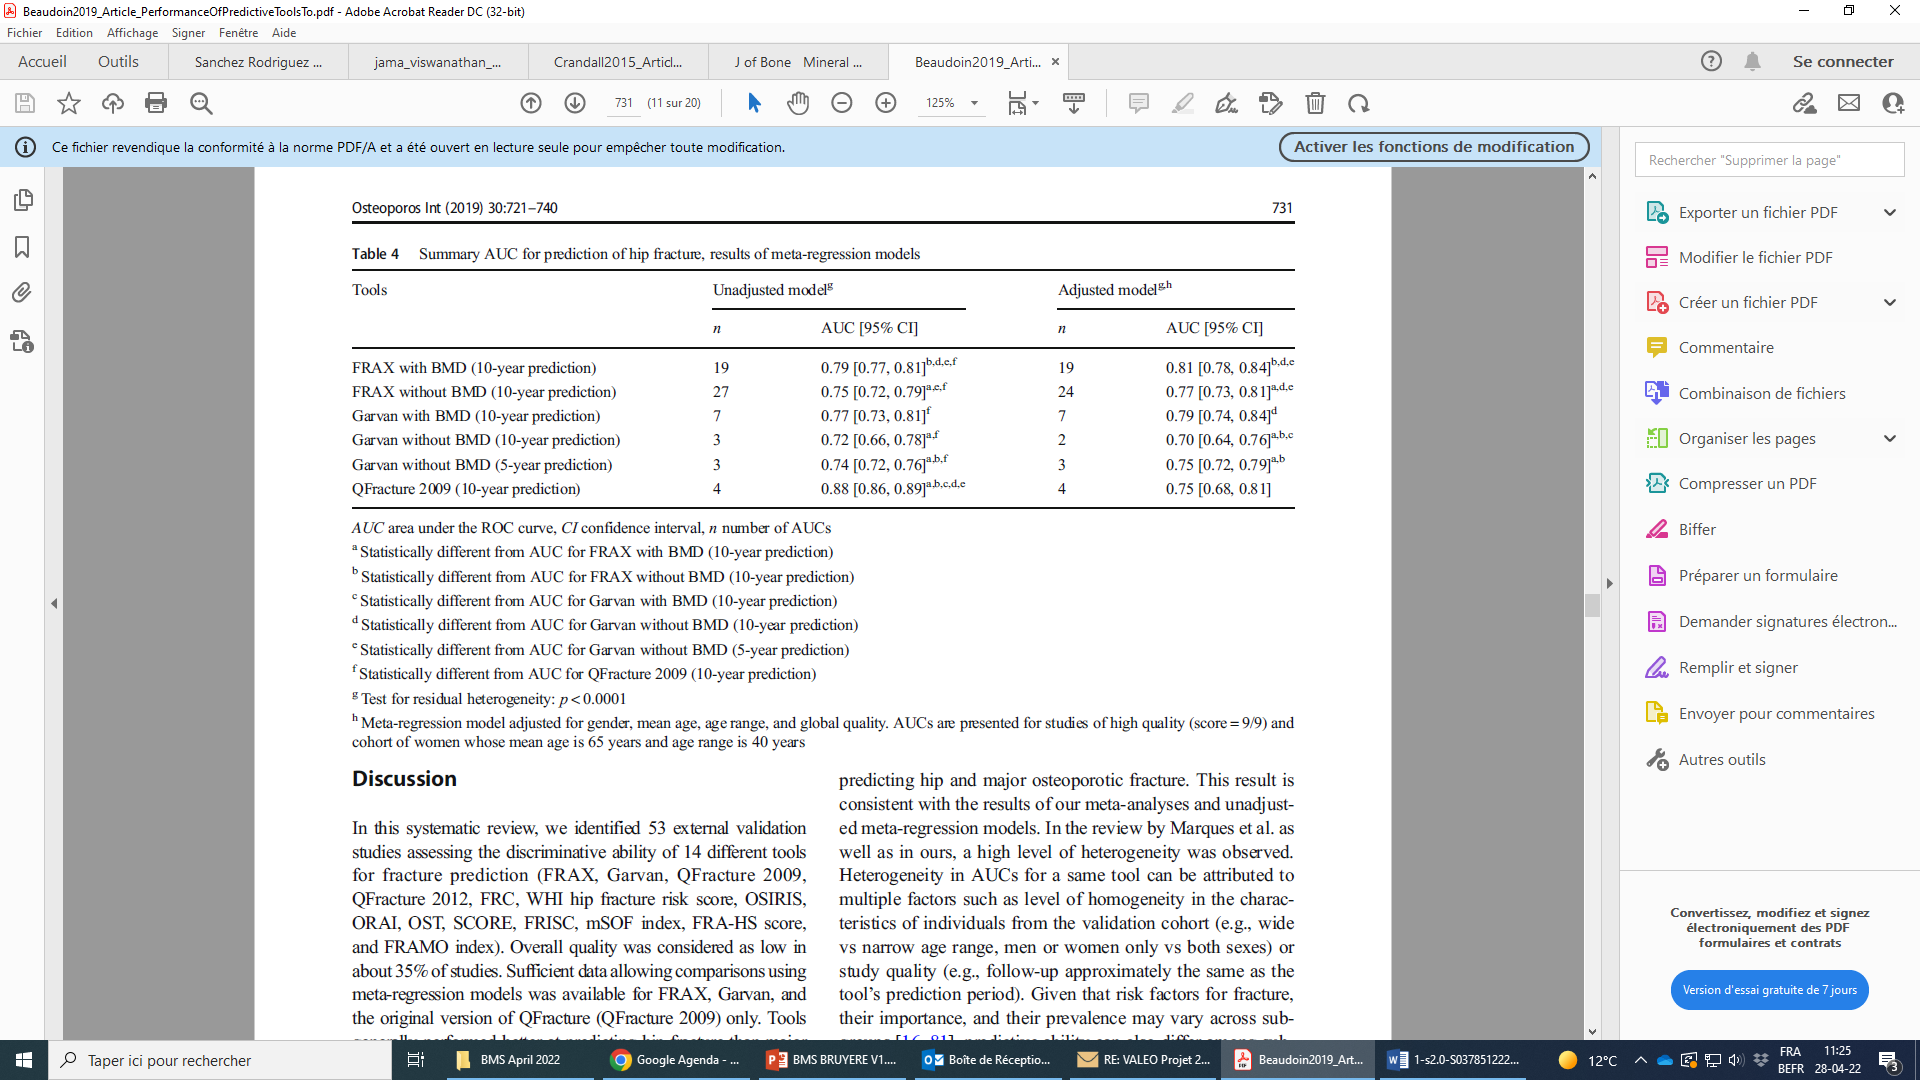 Beaudoin2019_Article_PerformanceOfPredictiveToolsTo.pdf - Adobe Acrobat Reader DC (32-bit)
Fichier Edition Affichage Signer Fenêtre Aide
Accueil Outils Sanchez Rodriguez ... jama_viswanathan_... Crandall2015_Articl... J of Bone Mineral ... Beaudoin2019_Arti... Se connecter
731 (11 sur 20) 125%
Ce fichier revendique la conformité à la norme PDF/A et a été ouvert en lecture seule pour empêcher toute modification. Activer les fonctions de modification
Osteoporos Int (2019) 30:721–740 731
Table 4 Summary AUC for prediction of hip fracture, results of meta-regression models
Tools Unadjusted model^g Adjusted model^g,h
n AUC [95% CI] n AUC [95% CI]
FRAX with BMD (10-year prediction) 19 0.79 [0.77, 0.81]^b,d,e,f 19 0.81 [0.78, 0.84]^b,d,e
FRAX without BMD (10-year prediction) 27 0.75 [0.72, 0.79]^a,e,f 24 0.77 [0.73, 0.81]^a,d,e
Garvan with BMD (10-year prediction) 7 0.77 [0.73, 0.81]^f 7 0.79 [0.74, 0.84]^d
Garvan without BMD (10-year prediction) 3 0.72 [0.66, 0.78]^a,f 2 0.70 [0.64, 0.76]^a,b,c
Garvan without BMD (5-year prediction) 3 0.74 [0.72, 0.76]^a,b,f 3 0.75 [0.72, 0.79]^a,b
QFracture 2009 (10-year prediction) 4 0.88 [0.86, 0.89]^a,b,c,d,e 4 0.75 [0.68, 0.81]
AUC area under the ROC curve, CI confidence interval, n number of AUCs
a Statistically different from AUC for FRAX with BMD (10-year prediction)
b Statistically different from AUC for FRAX without BMD (10-year prediction)
c Statistically different from AUC for Garvan with BMD (10-year prediction)
d Statistically different from AUC for Garvan without BMD (10-year prediction)
e Statistically different from AUC for Garvan without BMD (5-year prediction)
f Statistically different from AUC for QFracture 2009 (10-year prediction)
g Test for residual heterogeneity: p < 0.0001
h Meta-regression model adjusted for gender, mean age, age range, and global quality. AUCs are presented for studies of high quality (score = 9/9) and
cohort of women whose mean age is 65 years and age range is 40 years
Discussion
In this systematic review, we identified 53 external validation
studies assessing the discriminative ability of 14 different tools
for fracture prediction (FRAX, Garvan, QFracture 2009,
QFracture 2012, FRC, WHI hip fracture risk score, OSIRIS,
ORAI, OST, SCORE, FRISC, mSOF index, FRA-HS score,
and FRAMO index). Overall quality was considered as low in
about 35% of studies. Sufficient data allowing comparisons using
meta-regression models was available for FRAX, Garvan, and
the original version of QFracture (QFracture 2009) only. Tools
predicting hip and major osteoporotic fracture. This result is
consistent with the results of our meta-analyses and unadjust-
ed meta-regression models. In the review by Marques et al. as
well as in ours, a high level of heterogeneity was observed.
Heterogeneity in AUCs for a same tool can be attributed to
multiple factors such as level of homogeneity in the charac-
teristics of individuals from the validation cohort (e.g., wide
vs narrow age range, men or women only vs both sexes) or
study quality (e.g., follow-up approximately the same as the
tool's prediction period). Given that risk factors for fracture,
their importance, and their prevalence may vary across sub-
Rechercher "Supprimer la page"
Exporter un fichier PDF
Modifier le fichier PDF
Créer un fichier PDF
Commentaire
Combinaison de fichiers
Organiser les pages
Compresser un PDF
Biffer
Préparer un formulaire
Demander signatures électron...
Remplir et signer
Envoyer pour commentaires
Autres outils
Convertissez, modifiez et signez
électroniquement des PDF
formulaires et contrats
Version d'essai gratuite de 7 jours
Taper ici pour rechercher BMS April 2022 Google Agenda - ... BMS BRUYERE V1.... Boîte de Réceptio... RE: VALEO Projet 2... Beaudoin2019_Art... 1-s2.0-S037851222... 12°C FRA 11:25
BEFR 28-04-22 3